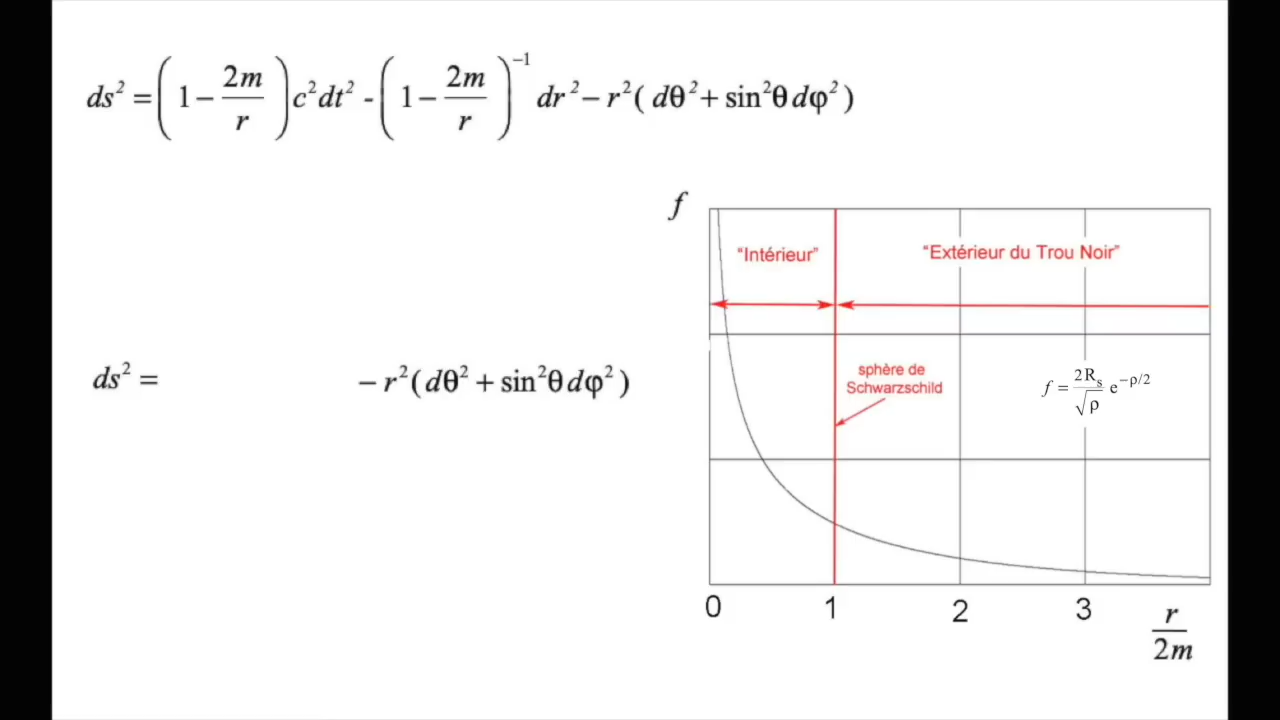 ds² = (1 − 2m/r) c²dt² - (1 − 2m/r)⁻¹ dr² − r²( dθ² + sin²θ dφ² )
f
“Intérieur”
“Extérieur du Trou Noir”
ds² = − r²( dθ² + sin²θ dφ² )
sphère de
Schwarzschild
f = 2Rₛ/√ρ e^−ρ/2
0 1 2 3 r/2m